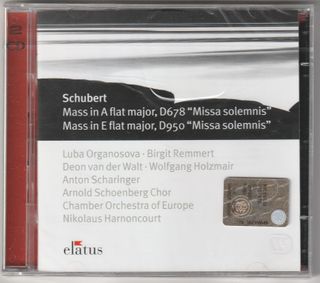 2
Schubert
Mass in A flat major, D678 "Missa solemnis"
Mass in E flat major, D950 "Missa solemnis"
Luba Organosova · Birgit Remmert
Deon van der Walt · Wolfgang Holzmair
Anton Scharinger
Arnold Schoenberg Chor
Chamber Orchestra of Europe
Nikolaus Harnoncourt
elatus